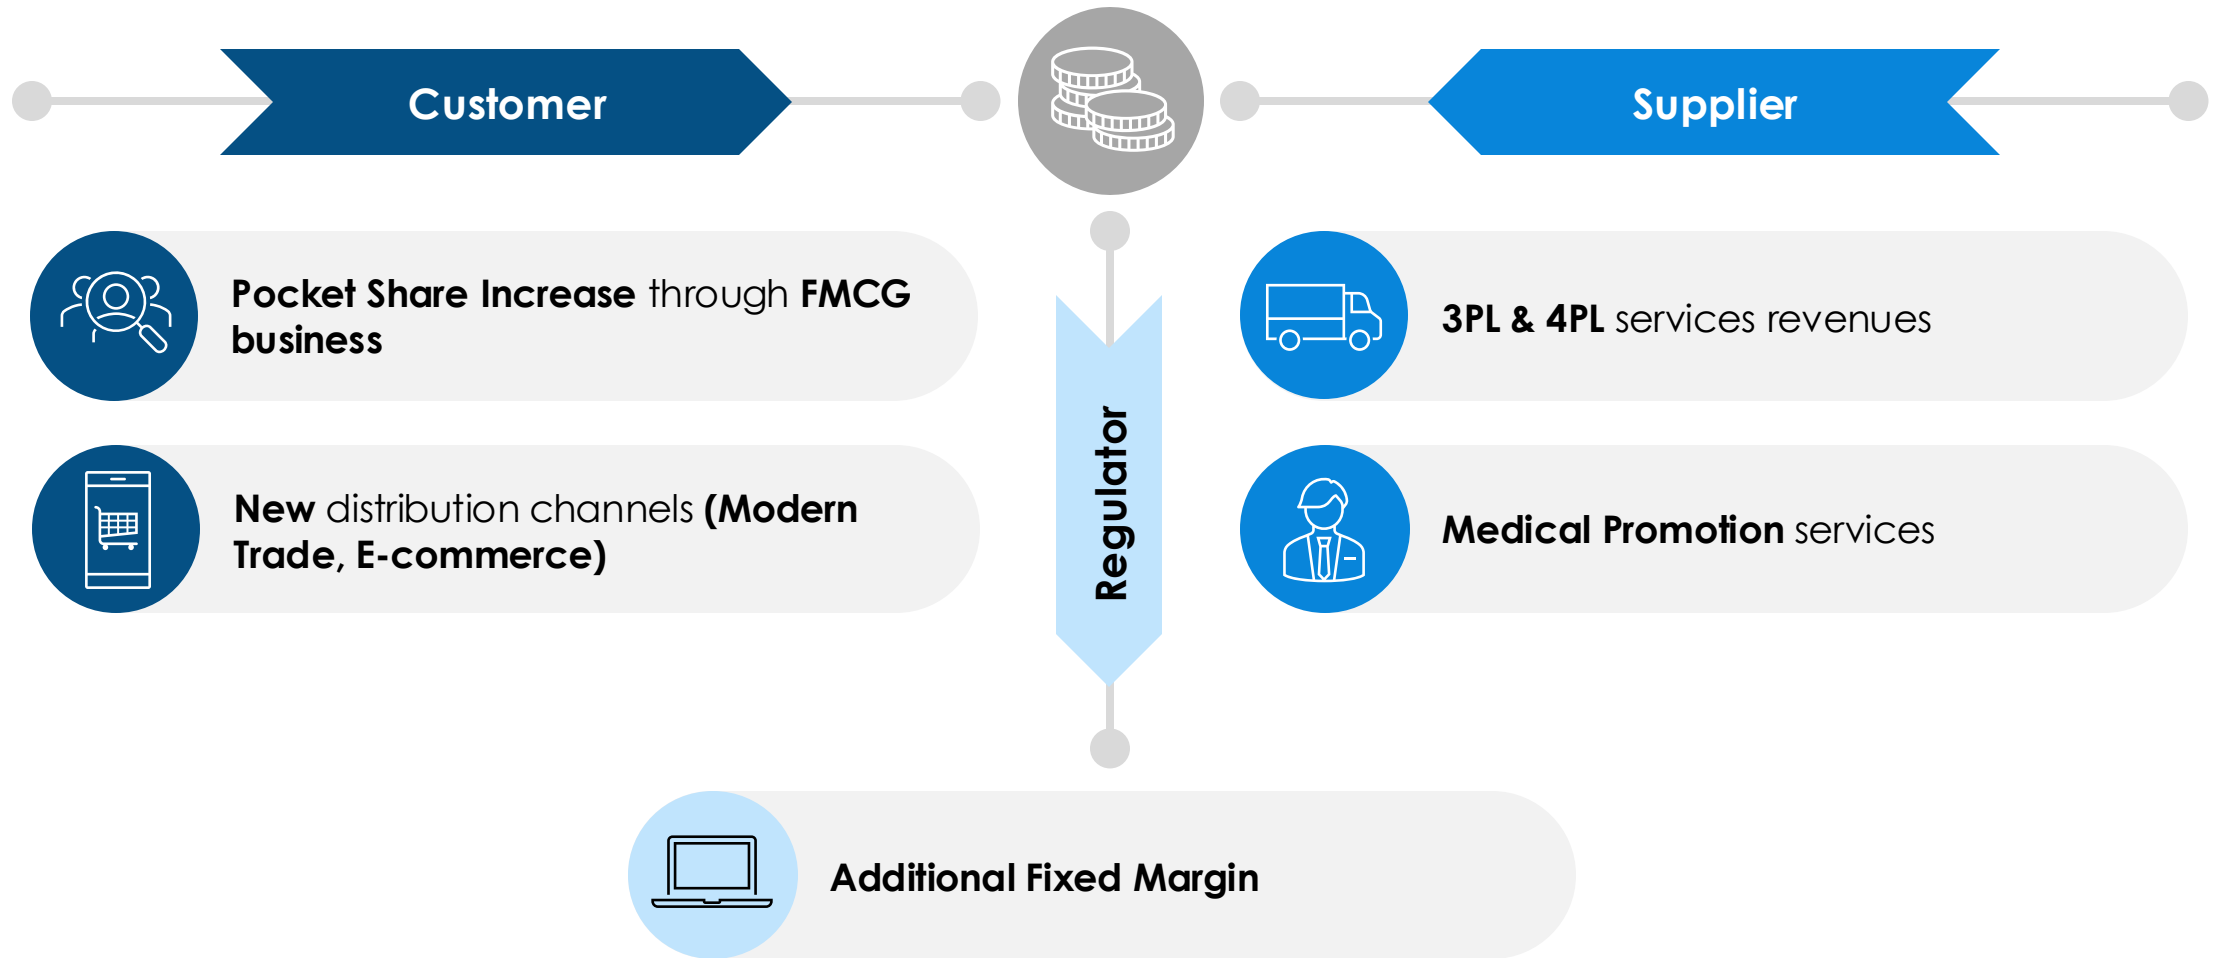 Customer
Supplier
Pocket Share Increase through FMCG
business
New distribution channels (Modern
Trade, E-commerce)
Regulator
3PL & 4PL services revenues
Medical Promotion services
Additional Fixed Margin